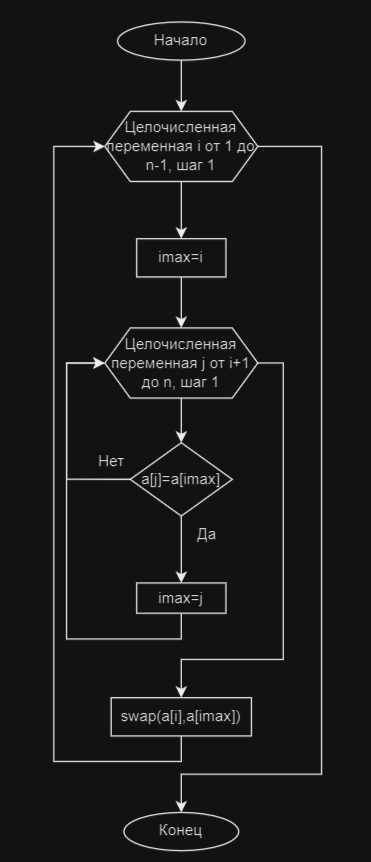 Начало
Целочисленная
переменная i от 1 до
n-1, шаг 1
imax=i
Целочисленная
переменная j от i+1
до n, шаг 1
Нет
a[j]=a[imax]
Да
imax=j
swap(a[i],a[imax])
Конец